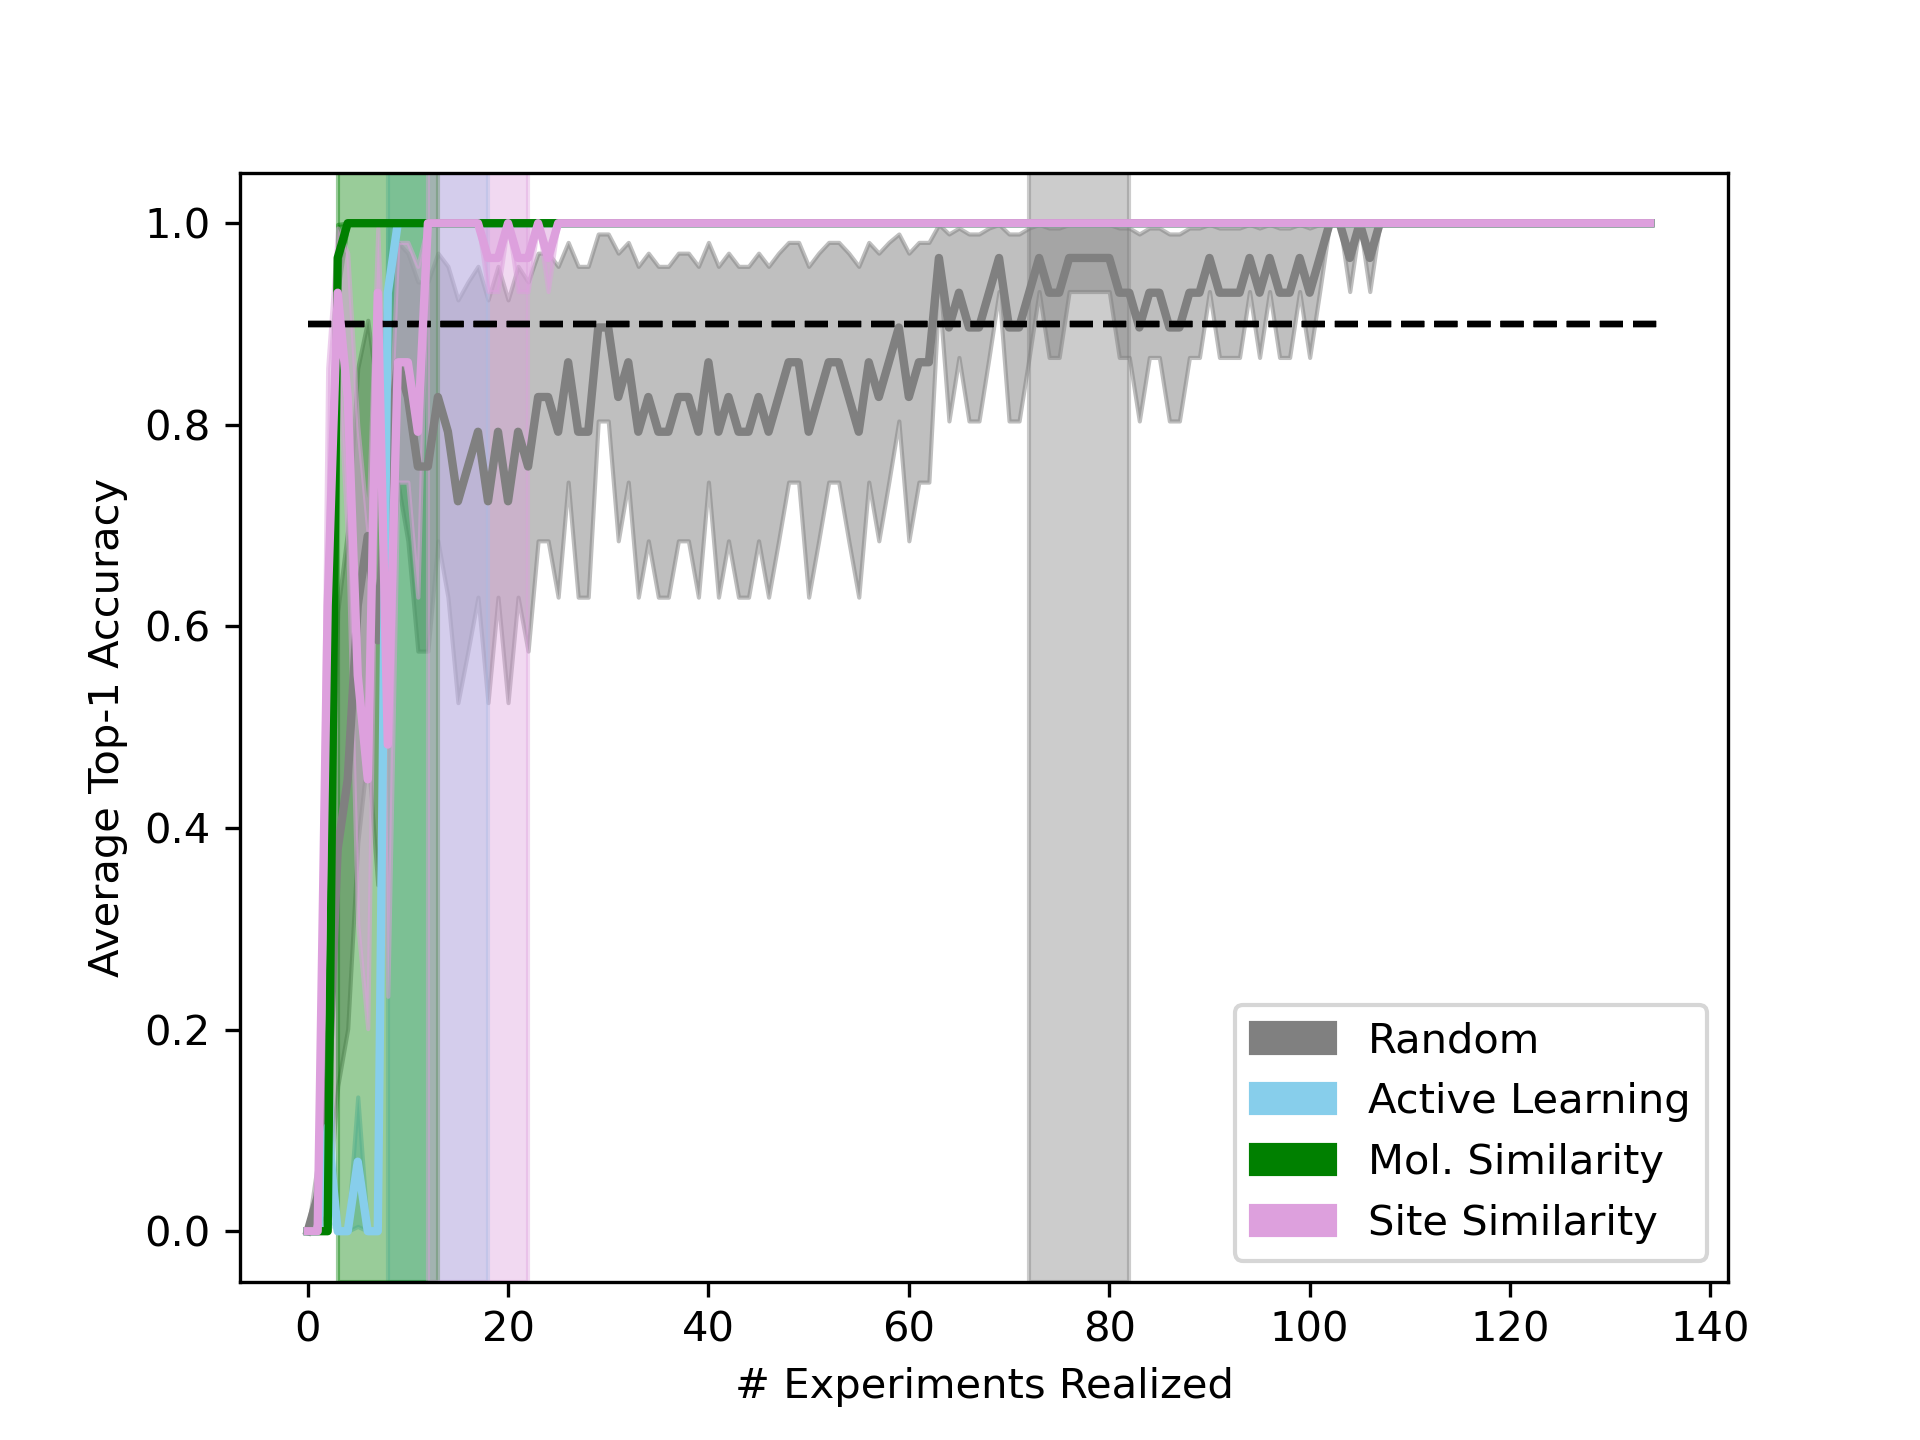 1.0
0.8
0.6
0.4
0.2
0.0
Average Top-1 Accuracy
0 20 40 60 80 100 120 140
# Experiments Realized
Random
Active Learning
Mol. Similarity
Site Similarity